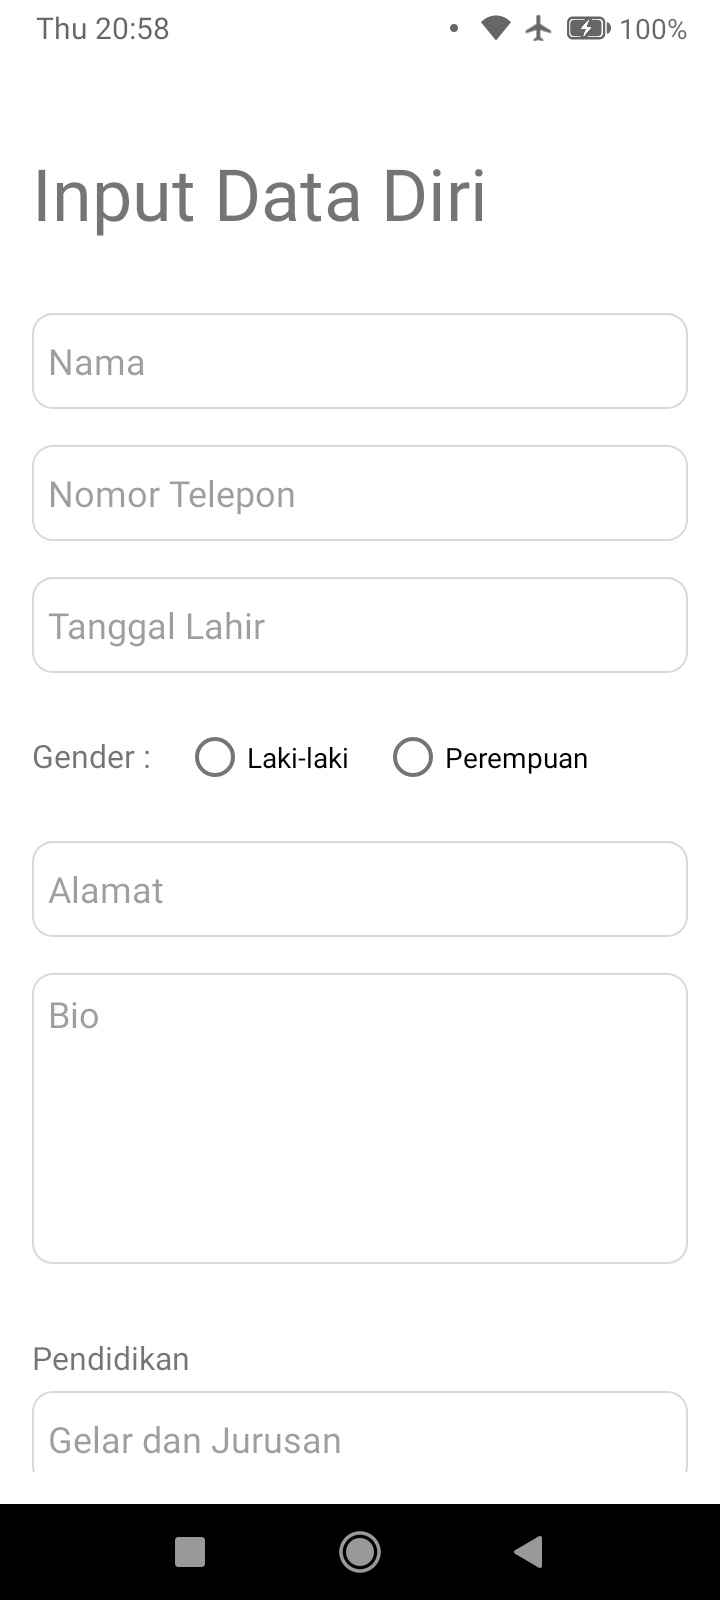 Thu 20:58
100%
Input Data Diri
Nama
Nomor Telepon
Tanggal Lahir
Gender : Laki-laki Perempuan
Alamat
Bio
Pendidikan
Gelar dan Jurusan